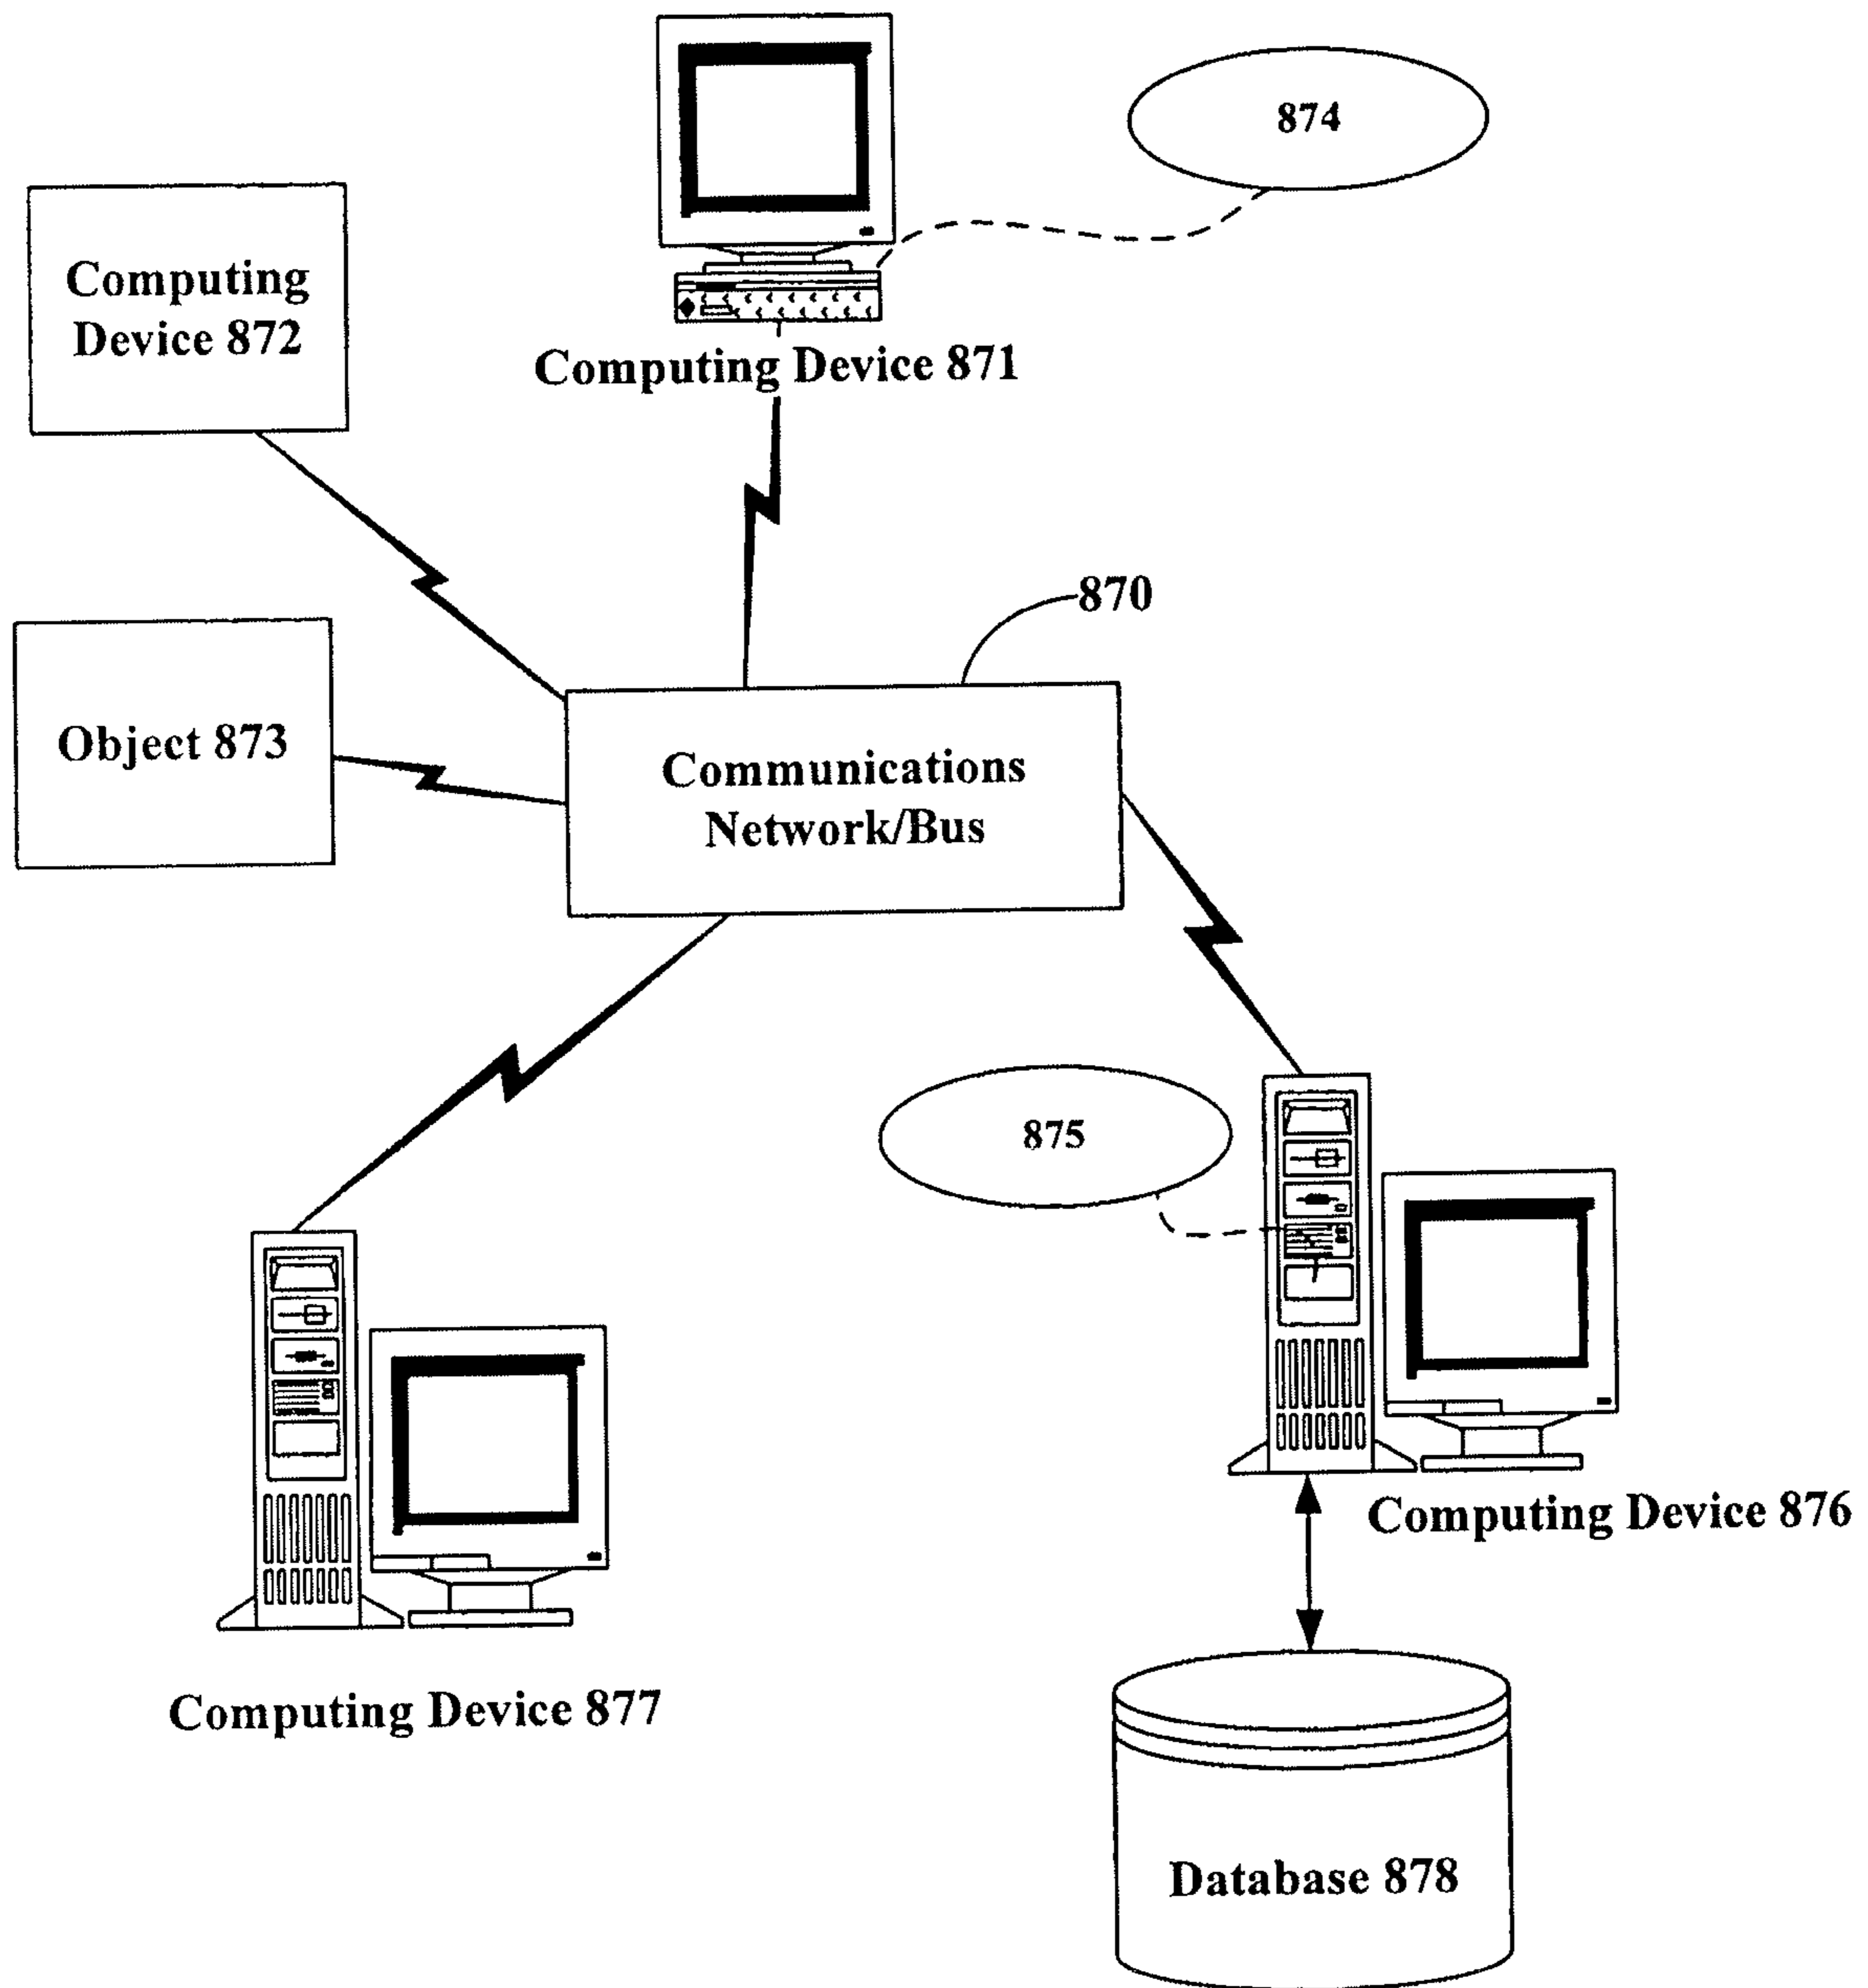 874
Computing
Device 872
Computing Device 871
870
Object 873
Communications
Network/Bus
875
Computing Device 876
Computing Device 877
Database 878